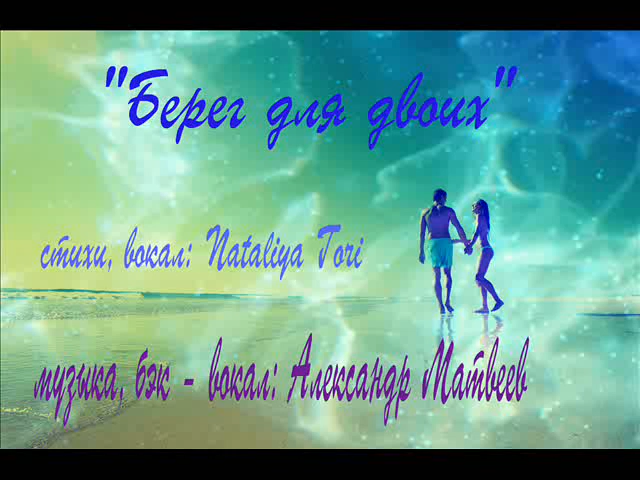 "Берег для двоих"
стихи, вокал: Nataliya Tori
музыка, бэк - вокал: Александр Матвеев